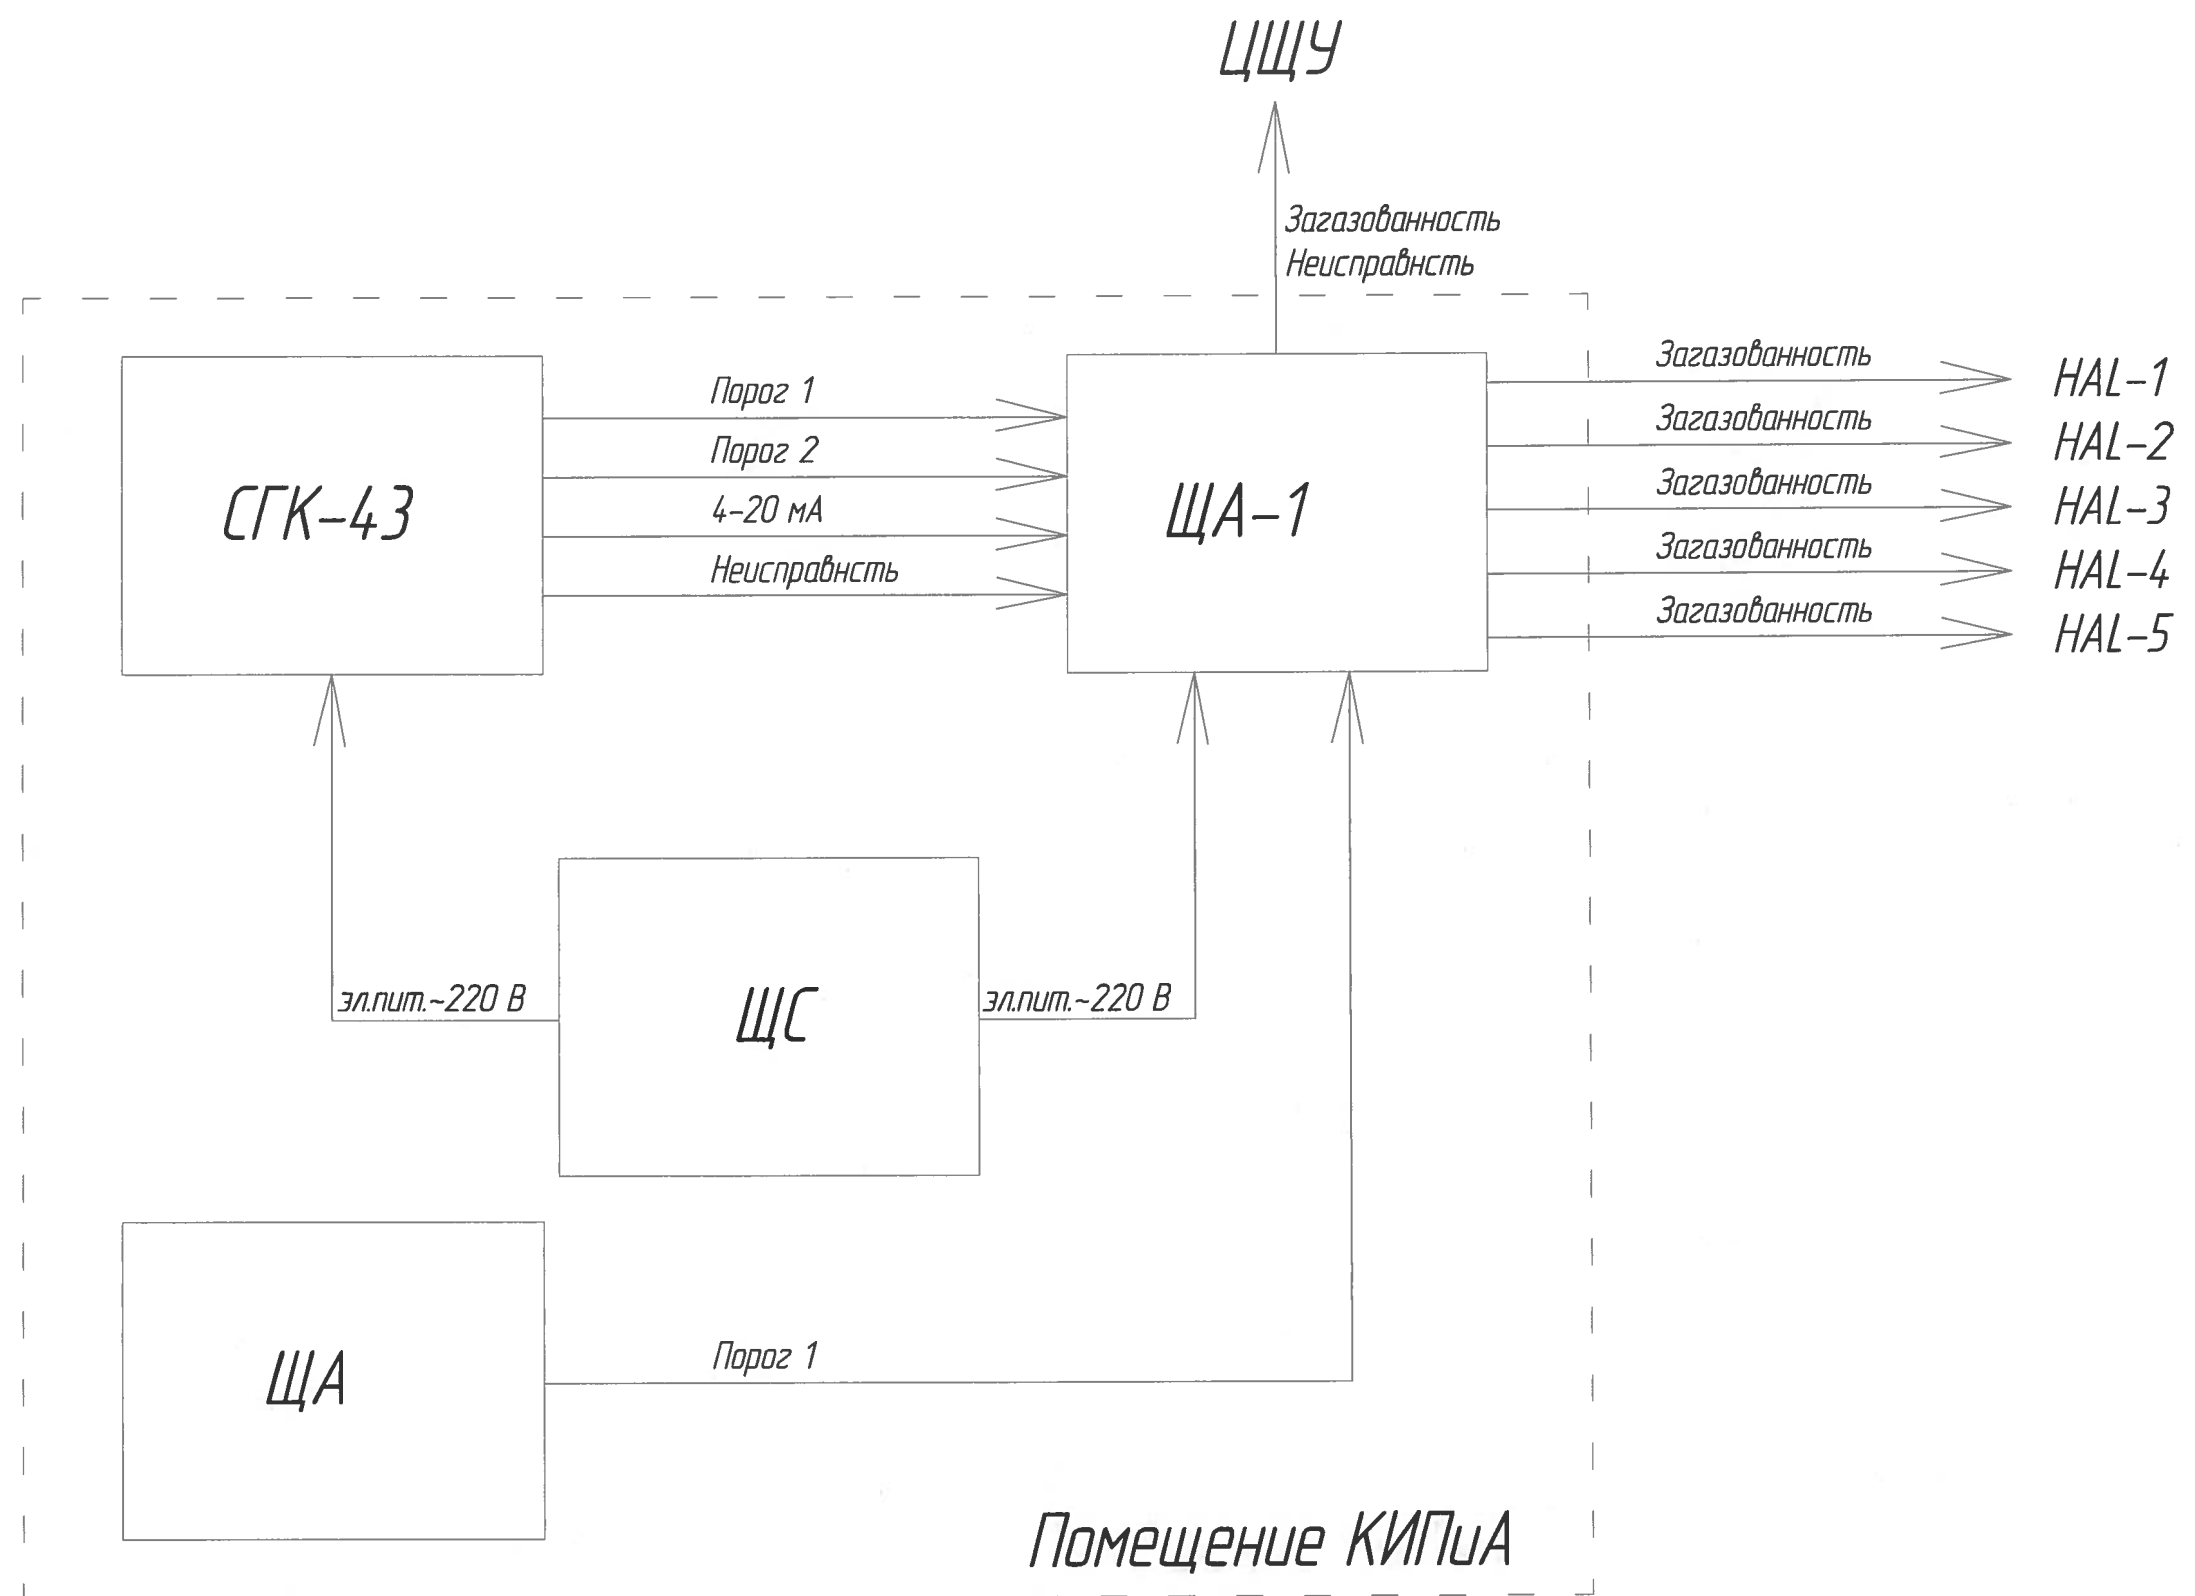 ЦЩУ
Загазованность
Неисправнсть
Порог 1
Порог 2
4-20 мА
Неисправнсть
СГК-43
ЩА-1
Загазованность
HAL-1
Загазованность
HAL-2
Загазованность
HAL-3
Загазованность
HAL-4
Загазованность
HAL-5
эл.пит.~220 В
ЩС
эл.пит.~220 В
ЩА
Порог 1
Помещение КИПиА